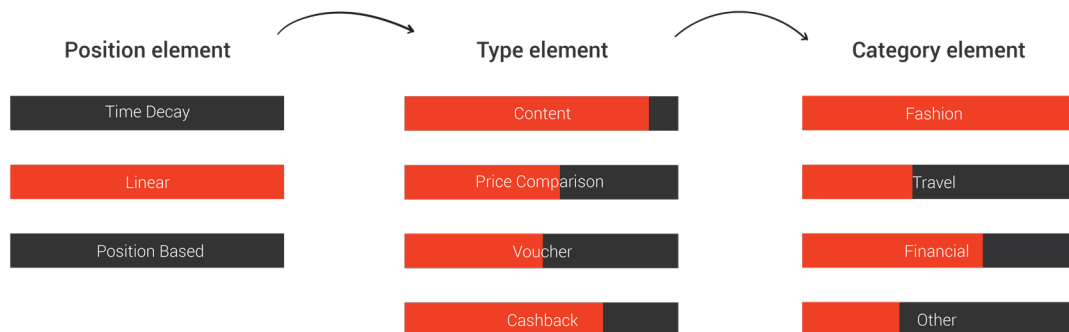 Position element
Type element
Category element
Time Decay
Content
Fashion
Linear
Price Comparison
Travel
Position Based
Voucher
Financial
Cashback
Other